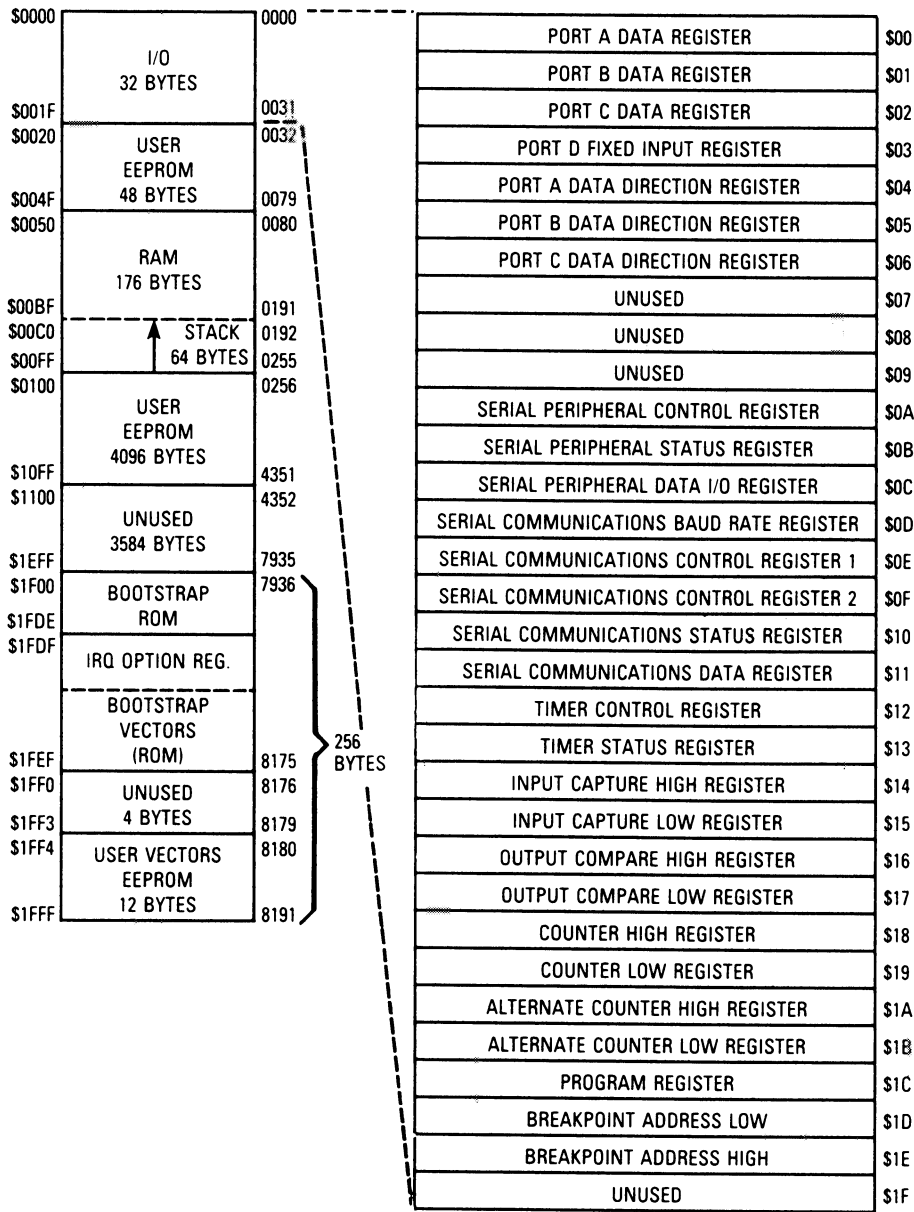 $0000 0000
I/O
32 BYTES
$001F 0031
$0020 0032
USER
EEPROM
48 BYTES
$004F 0079
$0050 0080
RAM
176 BYTES
$00BF 0191
$00C0 STACK 0192
$00FF 64 BYTES 0255
$0100 0256
USER
EEPROM
4096 BYTES
$10FF 4351
$1100 4352
UNUSED
3584 BYTES
$1EFF 7935
$1F00 7936
BOOTSTRAP
ROM
$1FDE
$1FDF
IRQ OPTION REG.
BOOTSTRAP
VECTORS
(ROM)
$1FEF 8175
$1FF0 8176
UNUSED
4 BYTES
$1FF3 8179
$1FF4 8180
USER VECTORS
EEPROM
12 BYTES
$1FFF 8191
256
BYTES
PORT A DATA REGISTER $00
PORT B DATA REGISTER $01
PORT C DATA REGISTER $02
PORT D FIXED INPUT REGISTER $03
PORT A DATA DIRECTION REGISTER $04
PORT B DATA DIRECTION REGISTER $05
PORT C DATA DIRECTION REGISTER $06
UNUSED $07
UNUSED $08
UNUSED $09
SERIAL PERIPHERAL CONTROL REGISTER $0A
SERIAL PERIPHERAL STATUS REGISTER $0B
SERIAL PERIPHERAL DATA I/O REGISTER $0C
SERIAL COMMUNICATIONS BAUD RATE REGISTER $0D
SERIAL COMMUNICATIONS CONTROL REGISTER 1 $0E
SERIAL COMMUNICATIONS CONTROL REGISTER 2 $0F
SERIAL COMMUNICATIONS STATUS REGISTER $10
SERIAL COMMUNICATIONS DATA REGISTER $11
TIMER CONTROL REGISTER $12
TIMER STATUS REGISTER $13
INPUT CAPTURE HIGH REGISTER $14
INPUT CAPTURE LOW REGISTER $15
OUTPUT COMPARE HIGH REGISTER $16
OUTPUT COMPARE LOW REGISTER $17
COUNTER HIGH REGISTER $18
COUNTER LOW REGISTER $19
ALTERNATE COUNTER HIGH REGISTER $1A
ALTERNATE COUNTER LOW REGISTER $1B
PROGRAM REGISTER $1C
BREAKPOINT ADDRESS LOW $1D
BREAKPOINT ADDRESS HIGH $1E
UNUSED $1F